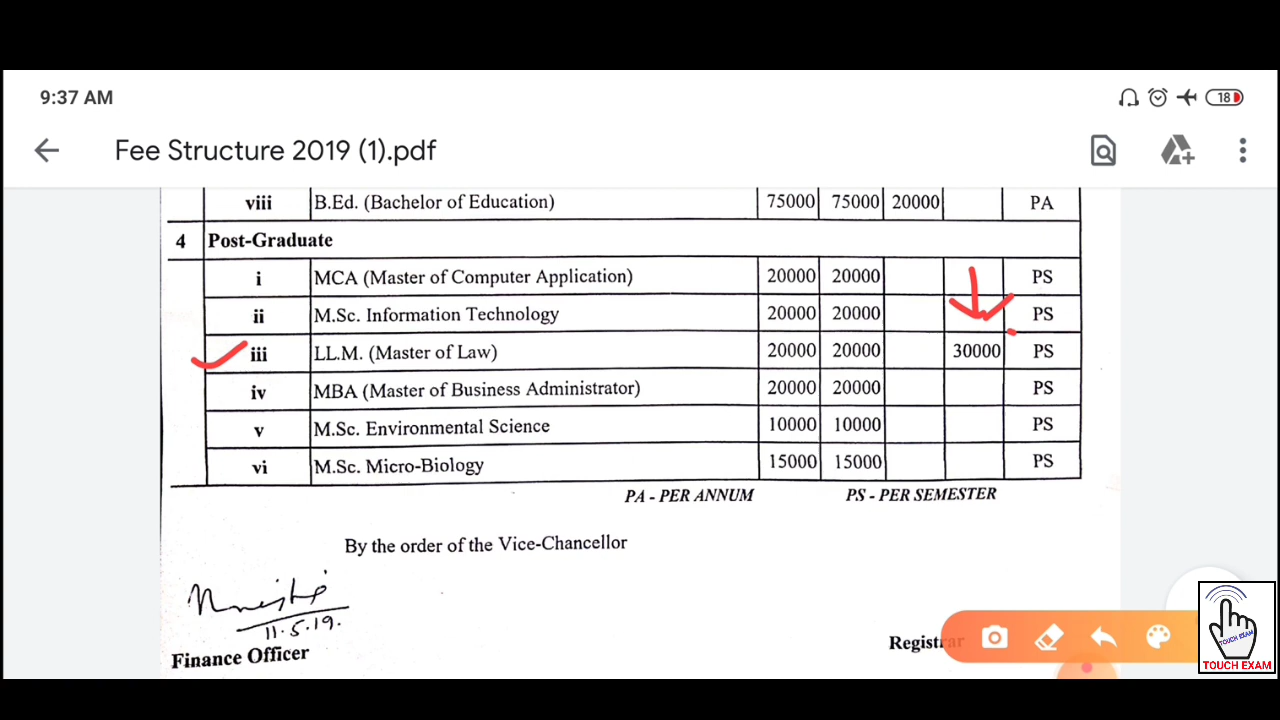 9:37 AM
18
Fee Structure 2019 (1).pdf
viii B.Ed. (Bachelor of Education) 75000 75000 20000 PA
4 Post-Graduate
i MCA (Master of Computer Application) 20000 20000 PS
ii M.Sc. Information Technology 20000 20000 PS
iii LL.M. (Master of Law) 20000 20000 30000 PS
iv MBA (Master of Business Administrator) 20000 20000 PS
v M.Sc. Environmental Science 10000 10000 PS
vi M.Sc. Micro-Biology 15000 15000 PS
PA - PER ANNUM PS - PER SEMESTER
By the order of the Vice-Chancellor
11.5.19.
Finance Officer
Registrar
TOUCH EXAM
TOUCH EXAM